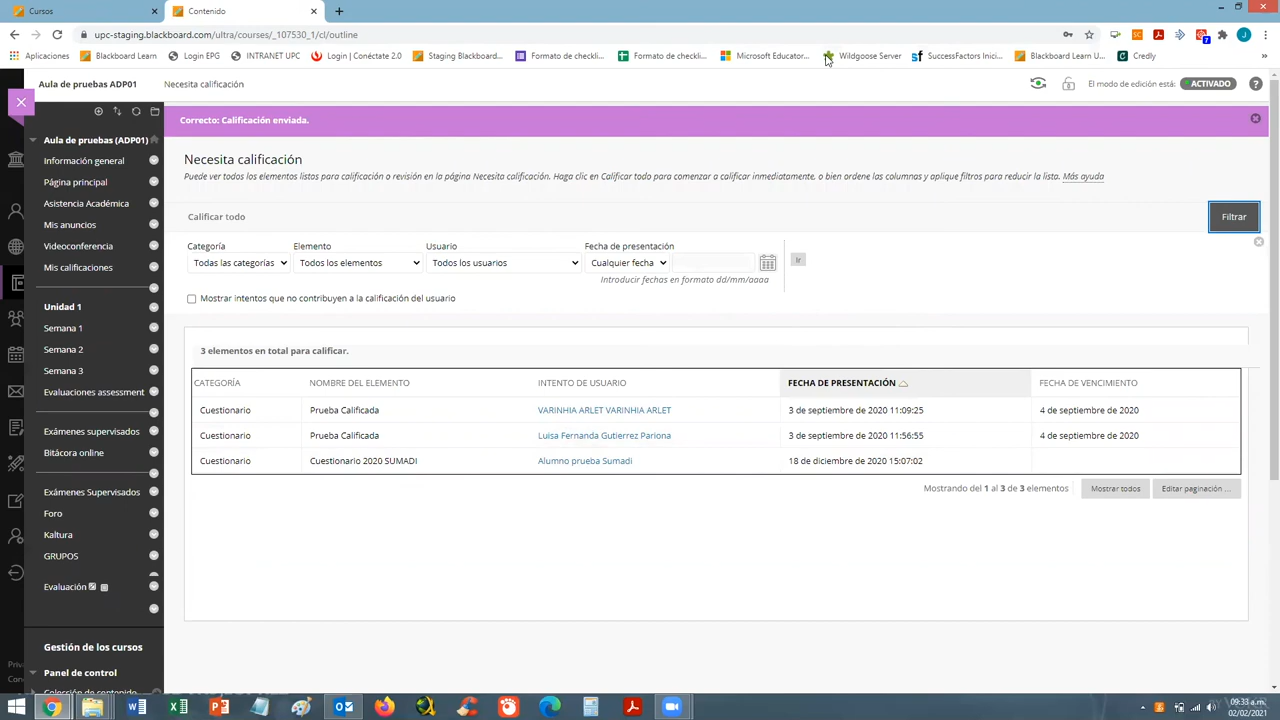 Cursos
Contenido
upc-staging.blackboard.com/ultra/courses/_107530_1/cl/outline
Aplicaciones
Blackboard Learn
Login EPG
INTRANET UPC
Login | Conéctate 2.0
Staging Blackboard...
Formato de checkli...
Formato de checkli...
Microsoft Educator...
Wildgoose Server
SuccessFactors Inici...
Blackboard Learn U...
Credly
Aula de pruebas ADP01
Necesita calificación
El modo de edición está:
ACTIVADO
Correcto: Calificación enviada.
Aula de pruebas (ADP01)
Información general
Página principal
Asistencia Académica
Mis anuncios
Videoconferencia
Mis calificaciones
Unidad 1
Semana 1
Semana 2
Semana 3
Evaluaciones assessment
Exámenes supervisados
Bitácora online
Exámenes Supervisados
Foro
Kaltura
GRUPOS
Evaluación
Gestión de los cursos
Panel de control
Necesita calificación
Puede ver todos los elementos listos para calificación o revisión en la página Necesita calificación. Haga clic en Calificar todo para comenzar a calificar inmediatamente, o bien ordene las columnas y aplique filtros para reducir la lista. Más ayuda
Calificar todo
Filtrar
Categoría Elemento Usuario Fecha de presentación
Todas las categorías Todos los elementos Todos los usuarios Cualquier fecha Ir
Introducir fechas en formato dd/mm/aaaa
Mostrar intentos que no contribuyen a la calificación del usuario
3 elementos en total para calificar.
CATEGORÍA NOMBRE DEL ELEMENTO INTENTO DE USUARIO FECHA DE PRESENTACIÓN FECHA DE VENCIMIENTO
Cuestionario Prueba Calificada VARINHIA ARLET VARINHIA ARLET 3 de septiembre de 2020 11:09:25 4 de septiembre de 2020
Cuestionario Prueba Calificada Luisa Fernanda Gutierrez Pariona 3 de septiembre de 2020 11:56:55 4 de septiembre de 2020
Cuestionario Cuestionario 2020 SUMADI Alumno prueba Sumadi 18 de diciembre de 2020 15:07:02
Mostrando del 1 al 3 de 3 elementos Mostrar todos Editar paginación ...
09:33 a.m.
02/02/2021